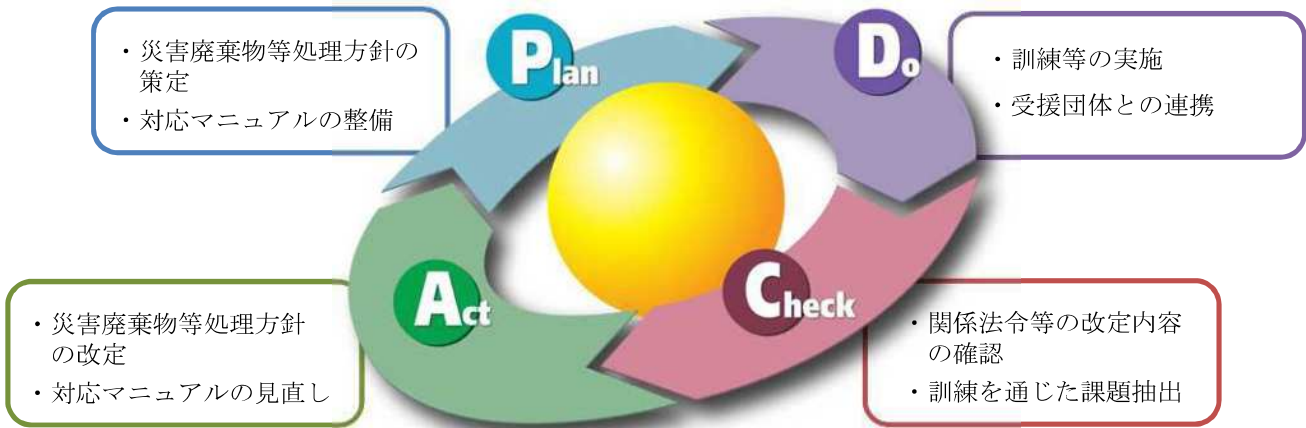 ・災害廃棄物等処理方針の
策定
・対応マニュアルの整備
Plan
Do
・訓練等の実施
・受援団体との連携
Act
・災害廃棄物等処理方針
の改定
・対応マニュアルの見直し
Check
・関係法令等の改定内容
の確認
・訓練を通じた課題抽出